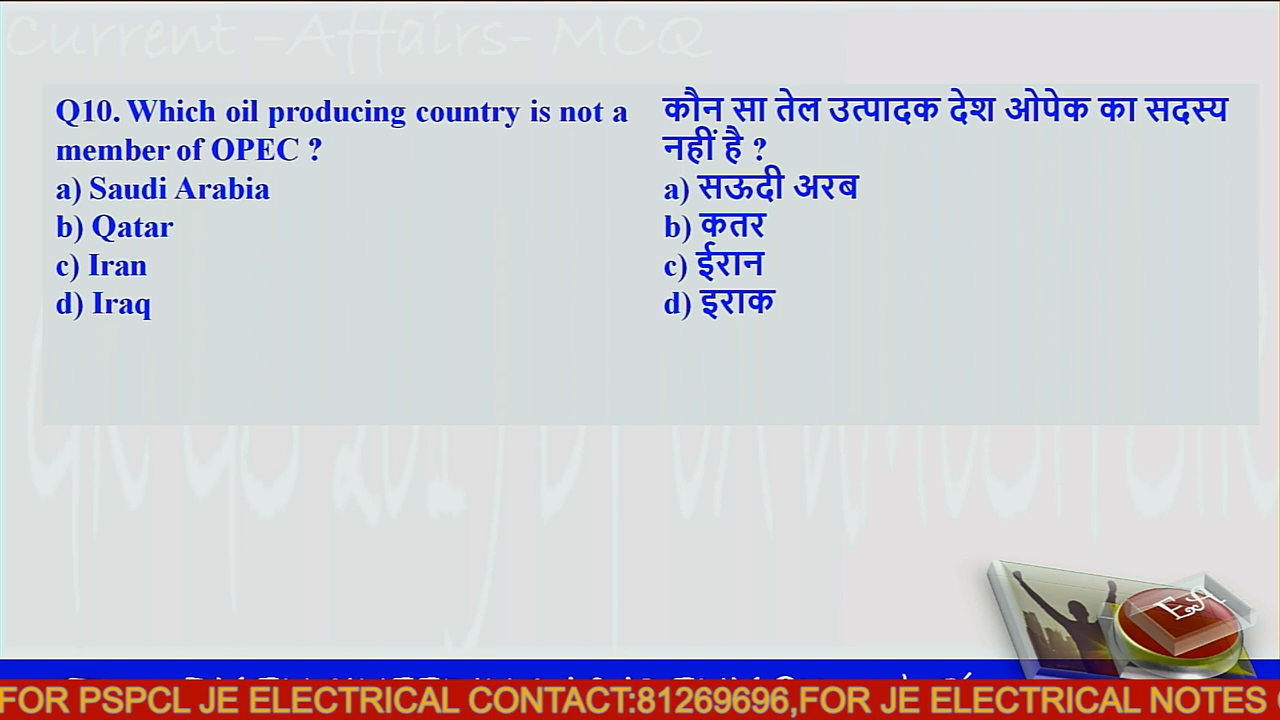 Current -Affairs- MCQ
Q10. Which oil producing country is not a
member of OPEC ?
a) Saudi Arabia
b) Qatar
c) Iran
d) Iraq
कौन सा तेल उत्पादक देश ओपेक का सदस्य
नहीं है ?
a) सऊदी अरब
b) कतर
c) ईरान
d) इराक
EA
FOR PSPCL JE ELECTRICAL CONTACT:81269696,FOR JE ELECTRICAL NOTES